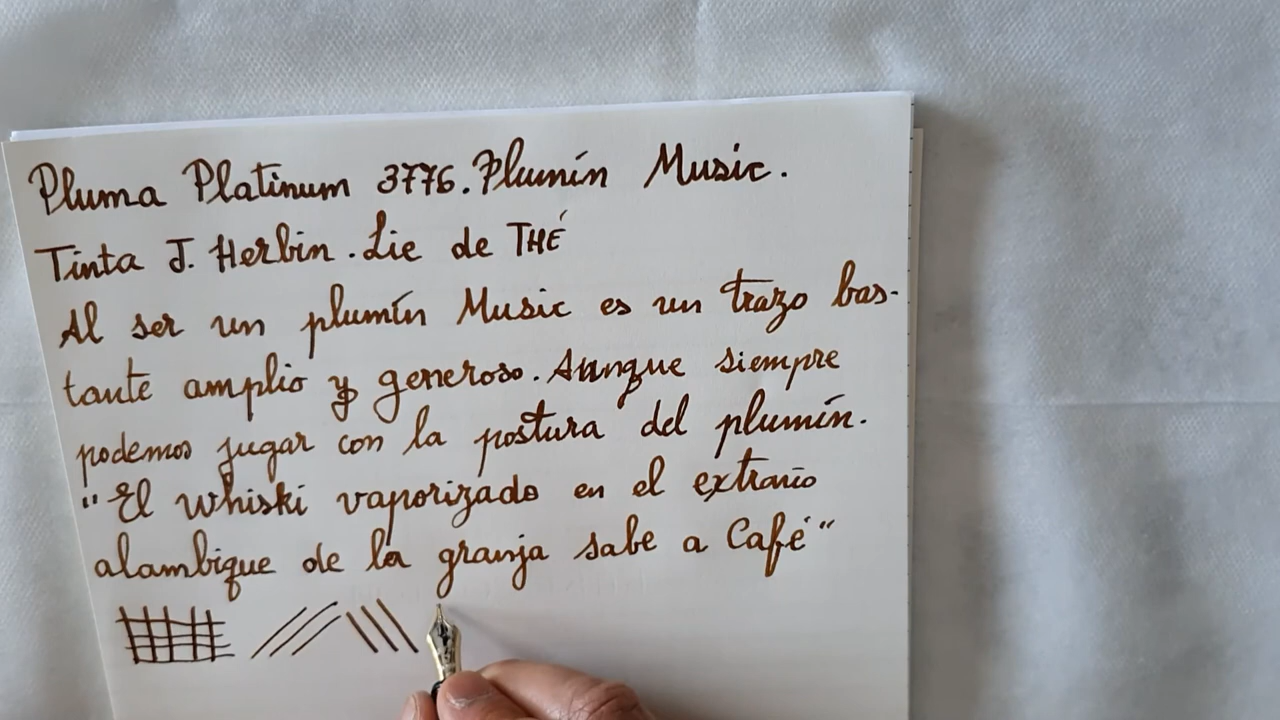 Pluma Platinum 3776. Plumín Music.
Tinta J. Herbin. Lie de THÉ
Al ser un plumín Music es un trazo bas-
tante amplio y generoso. Aunque siempre
podemos jugar con la postura del plumín.
"El whiski vaporizado en el extraño
alambique de la granja sabe a Café"